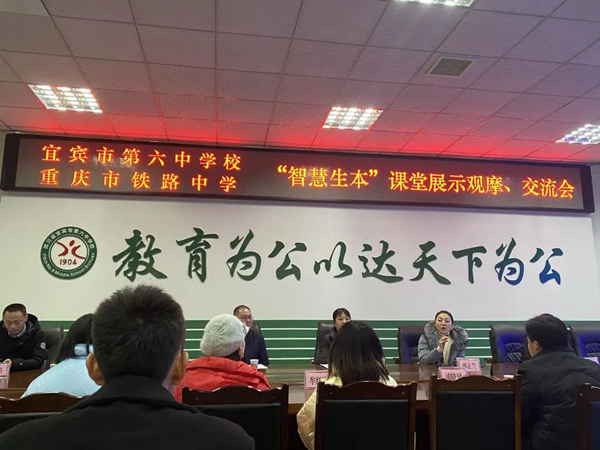 宜宾市第六中学校
重庆市铁路中学
“智慧生本”课堂展示观摩、交流会
1904
教育为公以达天下为公